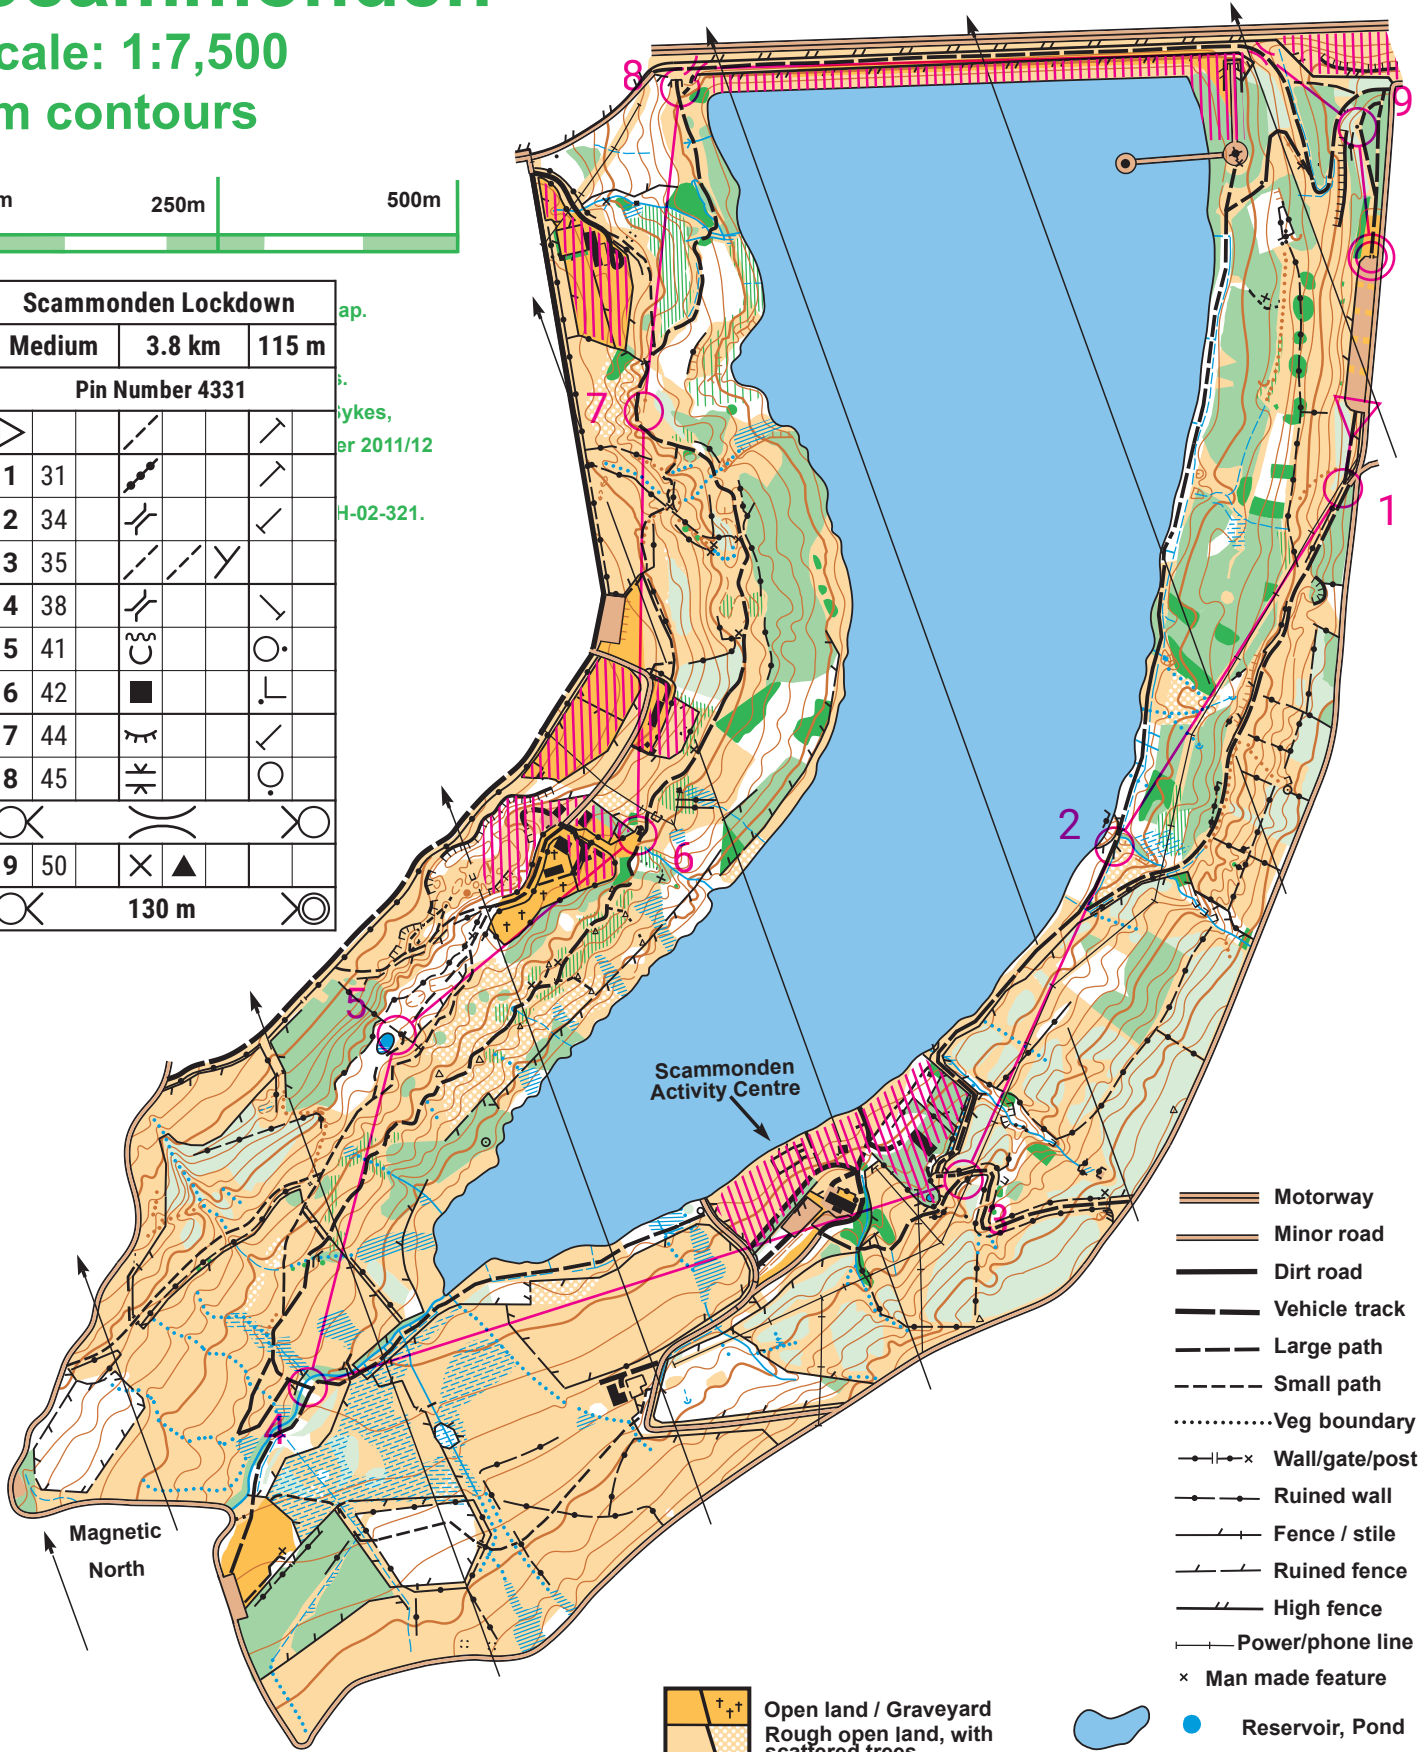 cale: 1:7,500
m contours
m 250m 500m
ap.
s.
Sykes,
er 2011/12
H-02-321.
Scammonden Lockdown
Medium 3.8 km 115 m
Pin Number 4331
1 31
2 34
3 35
4 38
5 41
6 42
7 44
8 45
9 50
130 m
8
9
7
1
2
6
5
3
4
Scammonden
Activity Centre
Magnetic
North
Motorway
Minor road
Dirt road
Vehicle track
Large path
Small path
Veg boundary
Wall/gate/post
Ruined wall
Fence / stile
Ruined fence
High fence
Power/phone line
Man made feature
Reservoir, Pond
Open land / Graveyard
Rough open land, with
scattered trees